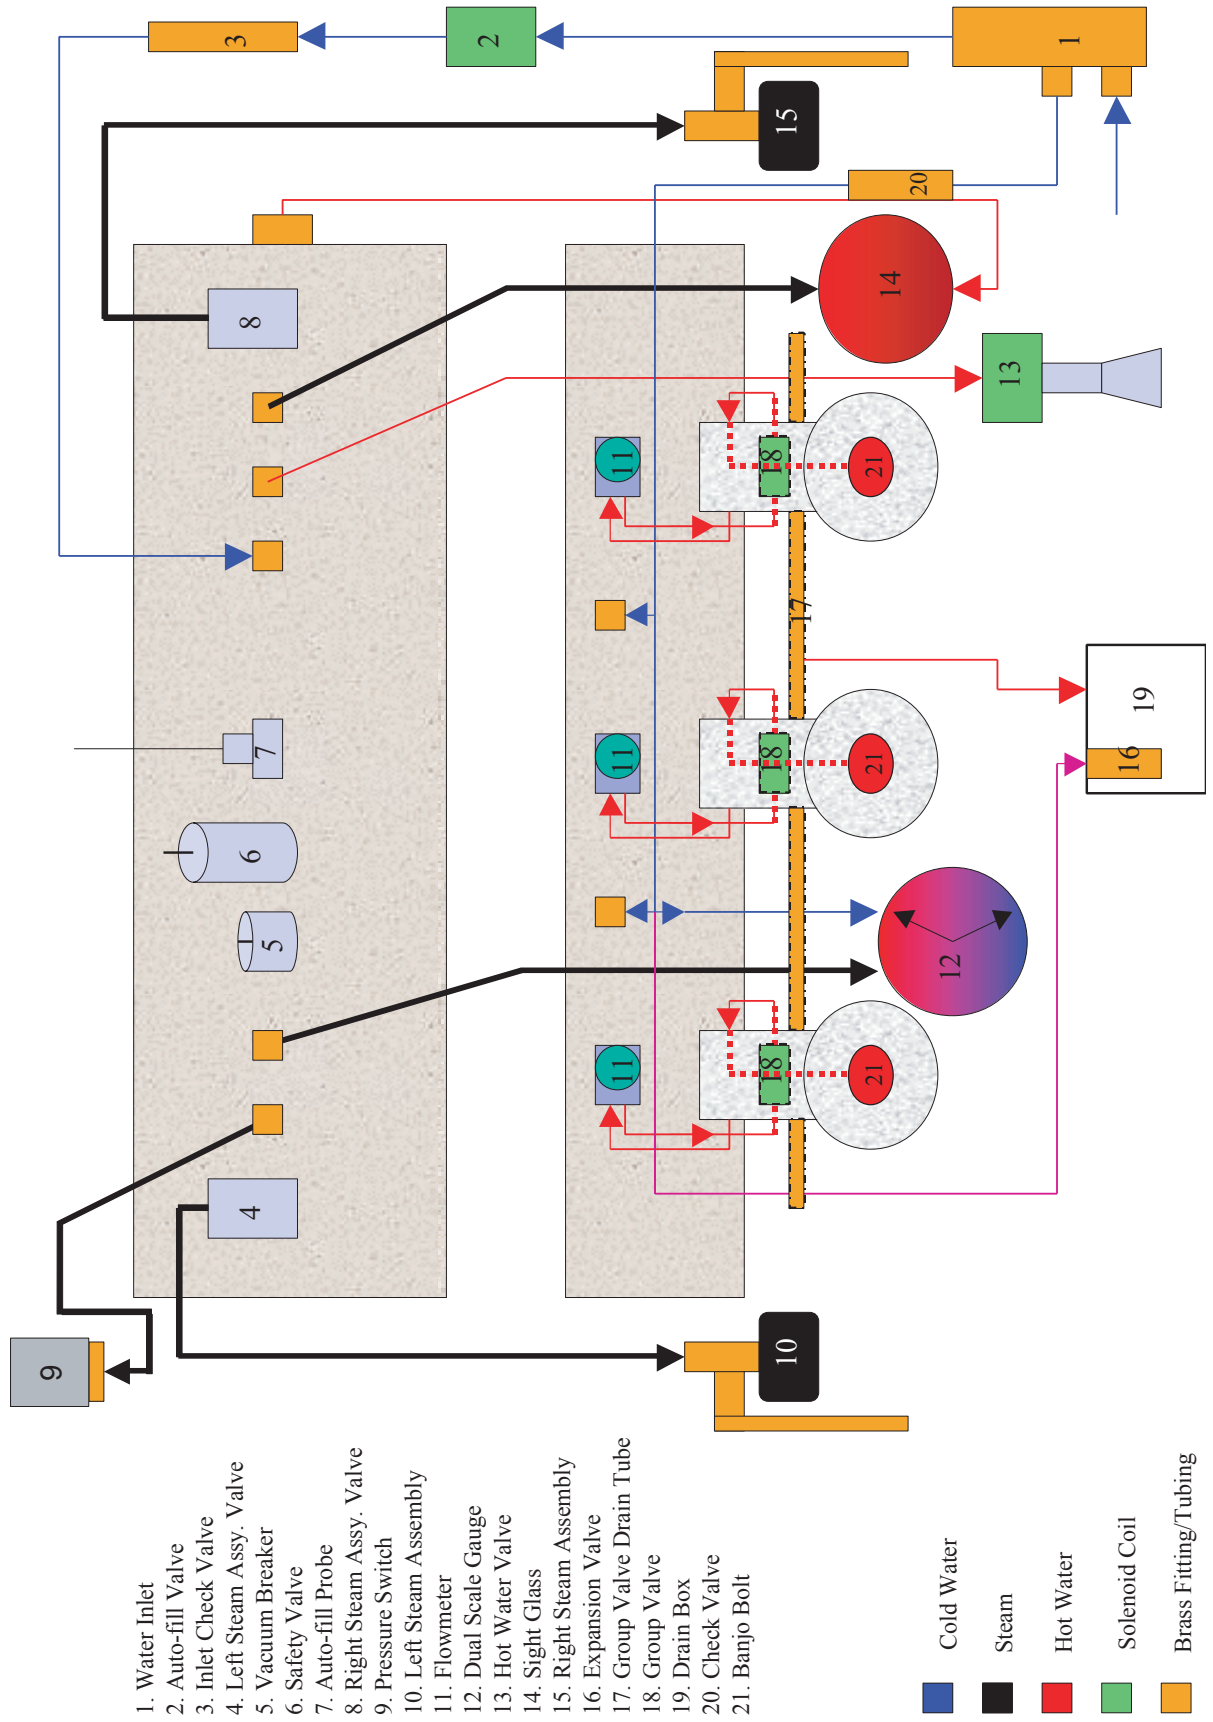 1. Water Inlet
2. Auto-fill Valve
3. Inlet Check Valve
4. Left Steam Assy. Valve
5. Vacuum Breaker
6. Safety Valve
7. Auto-fill Probe
8. Right Steam Assy. Valve
9. Pressure Switch
10. Left Steam Assembly
11. Flowmeter
12. Dual Scale Gauge
13. Hot Water Valve
14. Sight Glass
15. Right Steam Assembly
16. Expansion Valve
17. Group Valve Drain Tube
18. Group Valve
19. Drain Box
20. Check Valve
21. Banjo Bolt
Cold Water
Steam
Hot Water
Solenoid Coil
Brass Fitting/Tubing
9
4
5
6
7
8
3
2
1
10
11
11
11
15
20
18
18
18
17
14
13
12
21
21
21
16
19